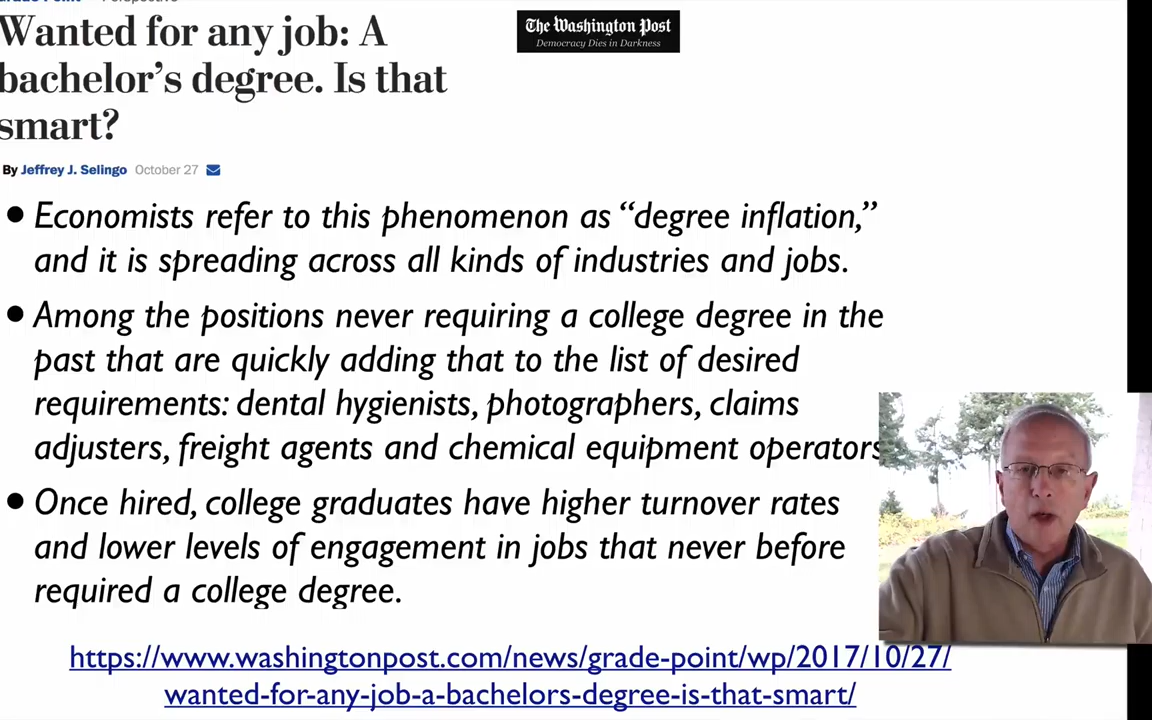 Wanted for any job: A
bachelor's degree. Is that
smart?
The Washington Post
Democracy Dies in Darkness
By Jeffrey J. Selingo October 27
• Economists refer to this phenomenon as “degree inflation,”
and it is spreading across all kinds of industries and jobs.
• Among the positions never requiring a college degree in the
past that are quickly adding that to the list of desired
requirements: dental hygienists, photographers, claims
adjusters, freight agents and chemical equipment operators
• Once hired, college graduates have higher turnover rates
and lower levels of engagement in jobs that never before
required a college degree.
https://www.washingtonpost.com/news/grade-point/wp/2017/10/27/
wanted-for-any-job-a-bachelors-degree-is-that-smart/